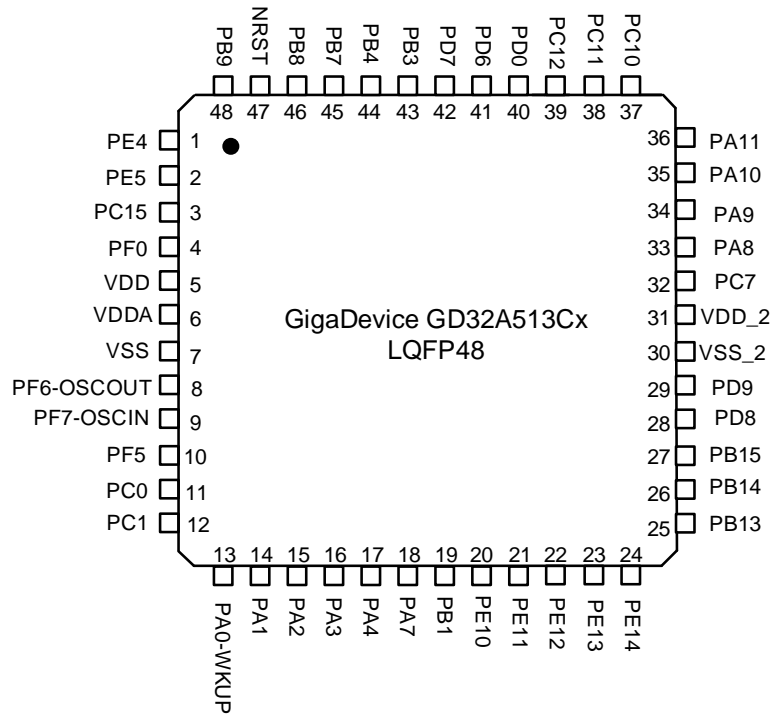 PB9
NRST
PB8
PB7
PB4
PB3
PD7
PD6
PD0
PC12
PC11
PC10
48
47
46
45
44
43
42
41
40
39
38
37
PE4 1
PE5 2
PC15 3
PF0 4
VDD 5
VDDA 6
VSS 7
PF6-OSCOUT 8
PF7-OSCIN 9
PF5 10
PC0 11
PC1 12
GigaDevice GD32A513Cx
LQFP48
36 PA11
35 PA10
34 PA9
33 PA8
32 PC7
31 VDD_2
30 VSS_2
29 PD9
28 PD8
27 PB15
26 PB14
25 PB13
13
14
15
16
17
18
19
20
21
22
23
24
PA0-WKUP
PA1
PA2
PA3
PA4
PA7
PB1
PE10
PE11
PE12
PE13
PE14